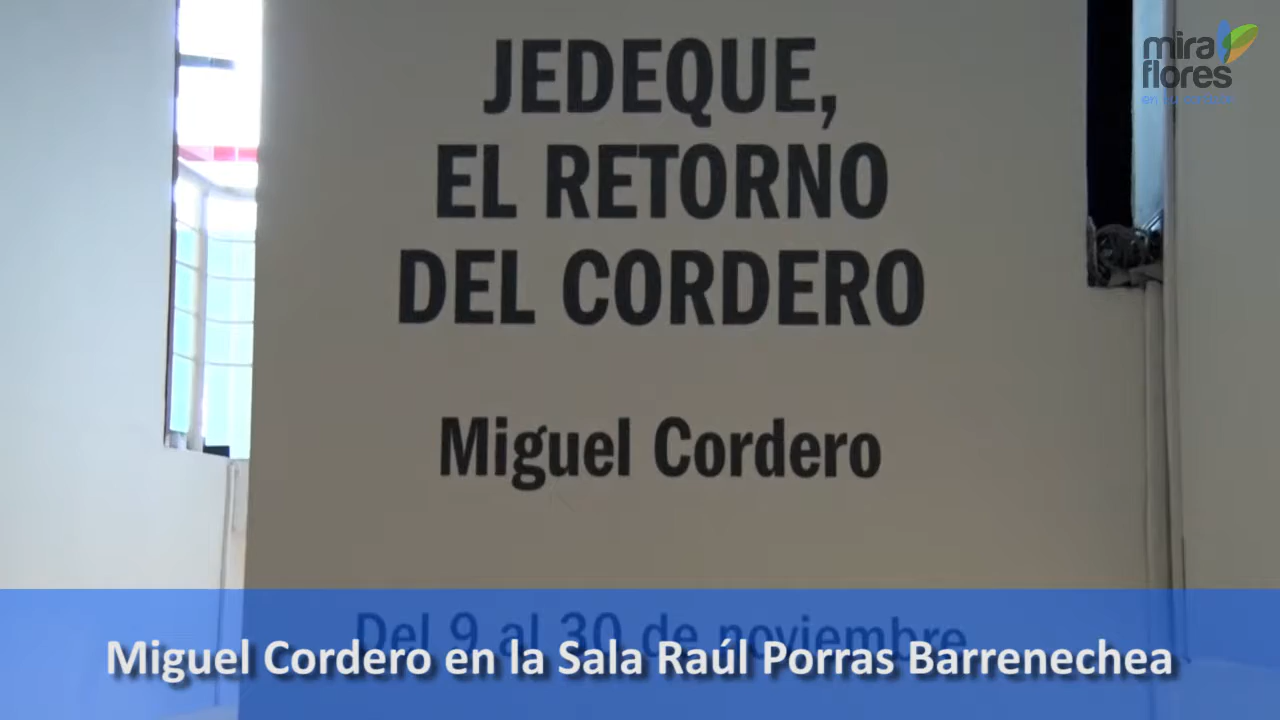 mira
flores
JEDEQUE,
EL RETORNO
DEL CORDERO
Miguel Cordero
Del 9 al 30 de noviembre
Miguel Cordero en la Sala Raúl Porras Barrenechea